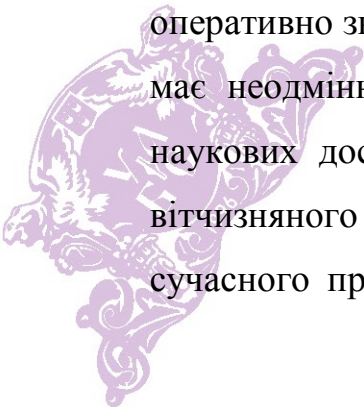 оперативно
має неодмінн
наукових дос
вітчизняного
сучасного пр